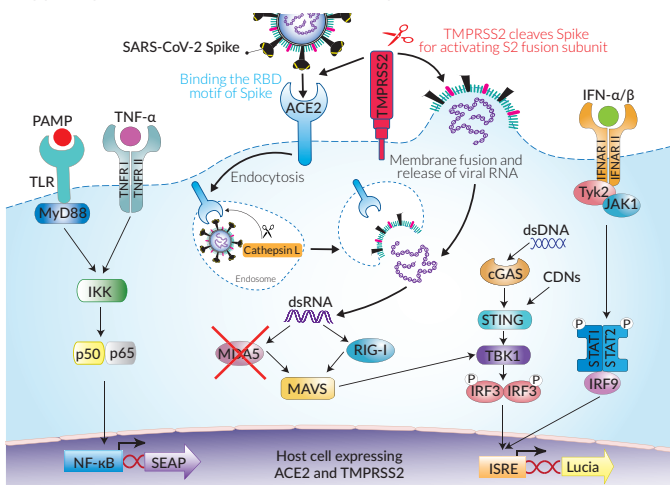 SARS-CoV-2 Spike
TMPRSS2 cleaves Spike
for activating S2 fusion subunit
Binding the RBD
motif of Spike
ACE2
TMPRSS2
PAMP
TNF-α
IFN-α/β
TLR
TNFR I
TNFR II
IFNAR I
IFNAR II
MyD88
Endocytosis
Membrane fusion and
release of viral RNA
Tyk2
JAK1
Cathepsin L
Endosome
dsDNA
cGAS
CDNs
IKK
dsRNA
STING
P
P
STAT1
STAT2
p50
p65
MDA5
RIG-I
TBK1
MAVS
P
P
IRF3
IRF3
IRF9
NF-κB
SEAP
Host cell expressing
ACE2 and TMPRSS2
ISRE
Lucia